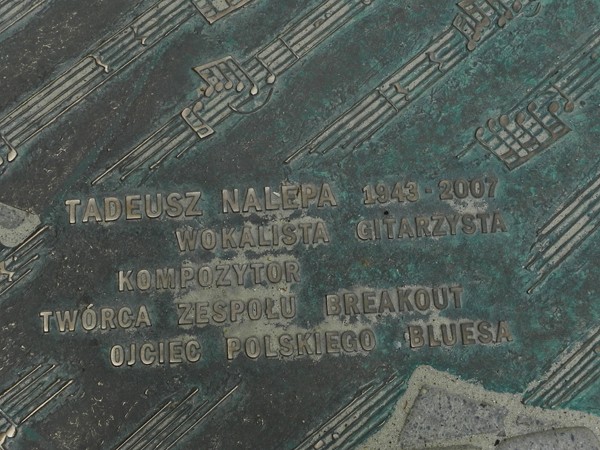 TADEUSZ NALEPA 1943-2007
WOKALISTA GITARZYSTA
KOMPOZYTOR
TWÓRCA ZESPOŁU BREAKOUT
OJCIEC POLSKIEGO BLUESA